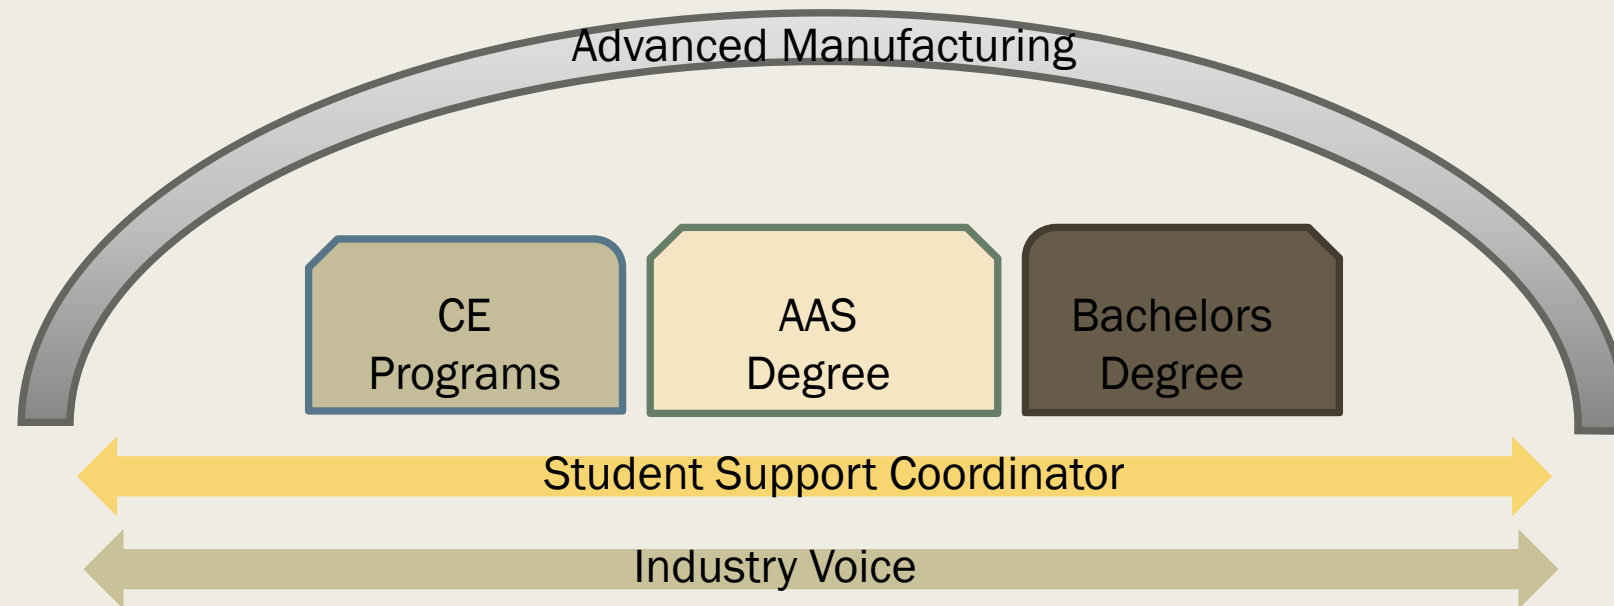 Advanced Manufacturing
CE
Programs
AAS
Degree
Bachelors
Degree
Student Support Coordinator
Industry Voice